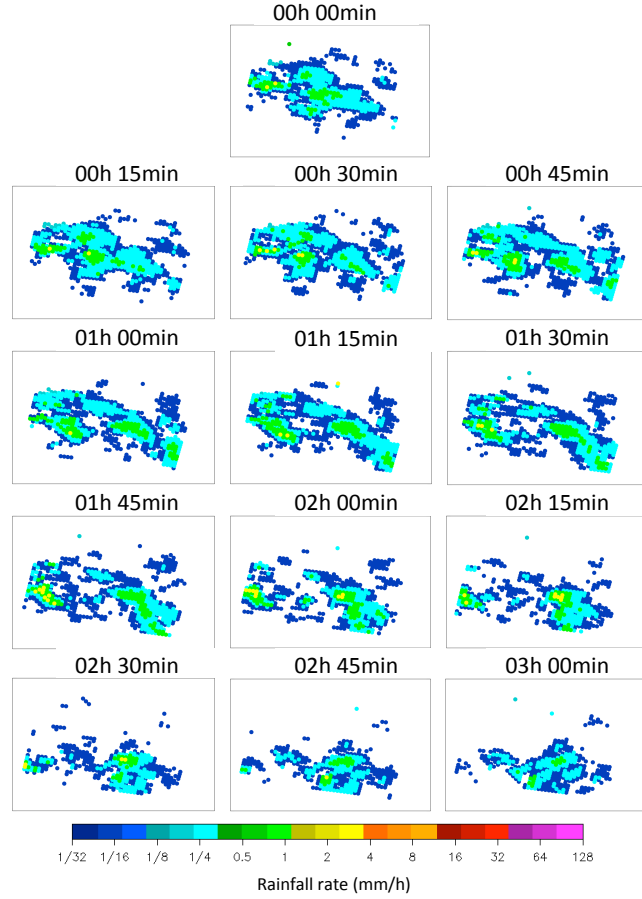 00h 00min
00h 15min 00h 30min 00h 45min
01h 00min 01h 15min 01h 30min
01h 45min 02h 00min 02h 15min
02h 30min 02h 45min 03h 00min
1/32 1/16 1/8 1/4 0.5 1 2 4 8 16 32 64 128
Rainfall rate (mm/h)